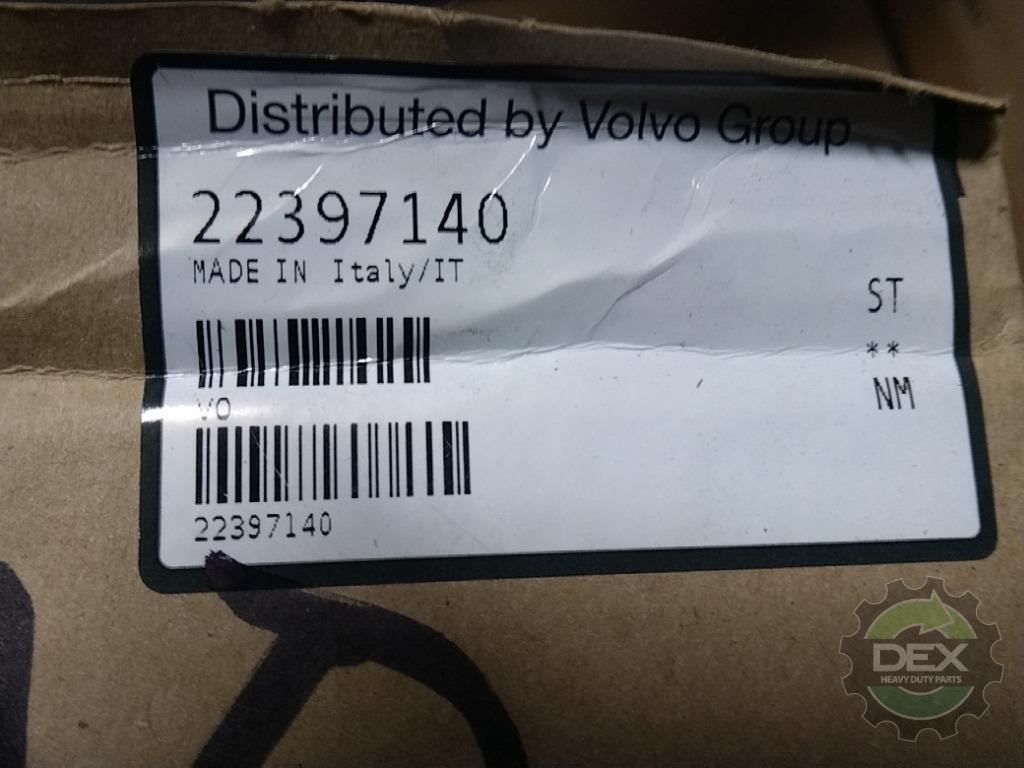 Distributed by Volvo Group
22397140
MADE IN Italy/IT
ST
**
NM
VO
22397140
DEX
HEAVY DUTY PARTS